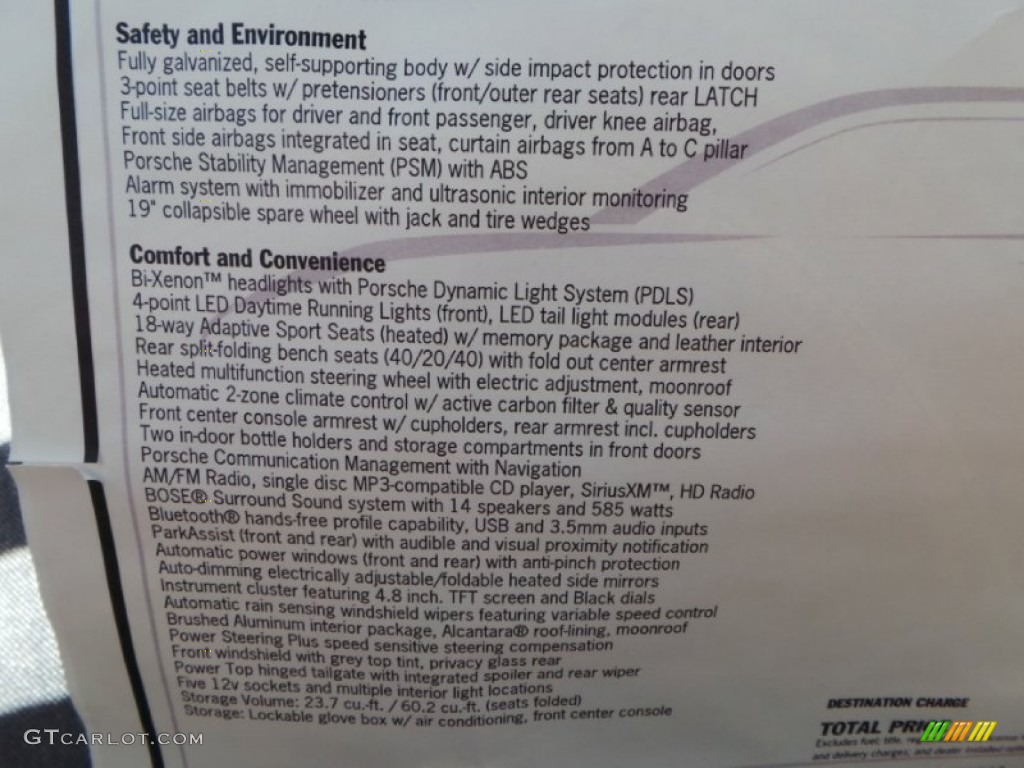 Safety and Environment
Fully galvanized, self-supporting body w/ side impact protection in doors
3-point seat belts w/ pretensioners (front/outer rear seats) rear LATCH
Full-size airbags for driver and front passenger, driver knee airbag,
Front side airbags integrated in seat, curtain airbags from A to C pillar
Porsche Stability Management (PSM) with ABS
Alarm system with immobilizer and ultrasonic interior monitoring
19" collapsible spare wheel with jack and tire wedges
Comfort and Convenience
Bi-Xenon™ headlights with Porsche Dynamic Light System (PDLS)
4-point LED Daytime Running Lights (front), LED tail light modules (rear)
18-way Adaptive Sport Seats (heated) w/ memory package and leather interior
Rear split-folding bench seats (40/20/40) with fold out center armrest
Heated multifunction steering wheel with electric adjustment, moonroof
Automatic 2-zone climate control w/ active carbon filter & quality sensor
Front center console armrest w/ cupholders, rear armrest incl. cupholders
Two in-door bottle holders and storage compartments in front doors
Porsche Communication Management with Navigation
AM/FM Radio, single disc MP3-compatible CD player, SiriusXM™, HD Radio
BOSE® Surround Sound system with 14 speakers and 585 watts
Bluetooth® hands-free profile capability, USB and 3.5mm audio inputs
ParkAssist (front and rear) with audible and visual proximity notification
Automatic power windows (front and rear) with anti-pinch protection
Auto-dimming electrically adjustable/foldable heated side mirrors
Instrument cluster featuring 4.8 inch. TFT screen and Black dials
Automatic rain sensing windshield wipers featuring variable speed control
Brushed Aluminum interior package, Alcantara® roof-lining, moonroof
Power Steering Plus speed sensitive steering compensation
Front windshield with grey top tint, privacy glass rear
Power Top hinged tailgate with integrated spoiler and rear wiper
Five 12v sockets and multiple interior light locations
Storage Volume: 23.7 cu.-ft. / 60.2 cu.-ft. (seats folded)
Storage: Lockable glove box w/ air conditioning, front center console
DESTINATION CHARGE
TOTAL
Excludes fuel, title,
and delivery charges, and dealer installed
GTCARLOT.COM